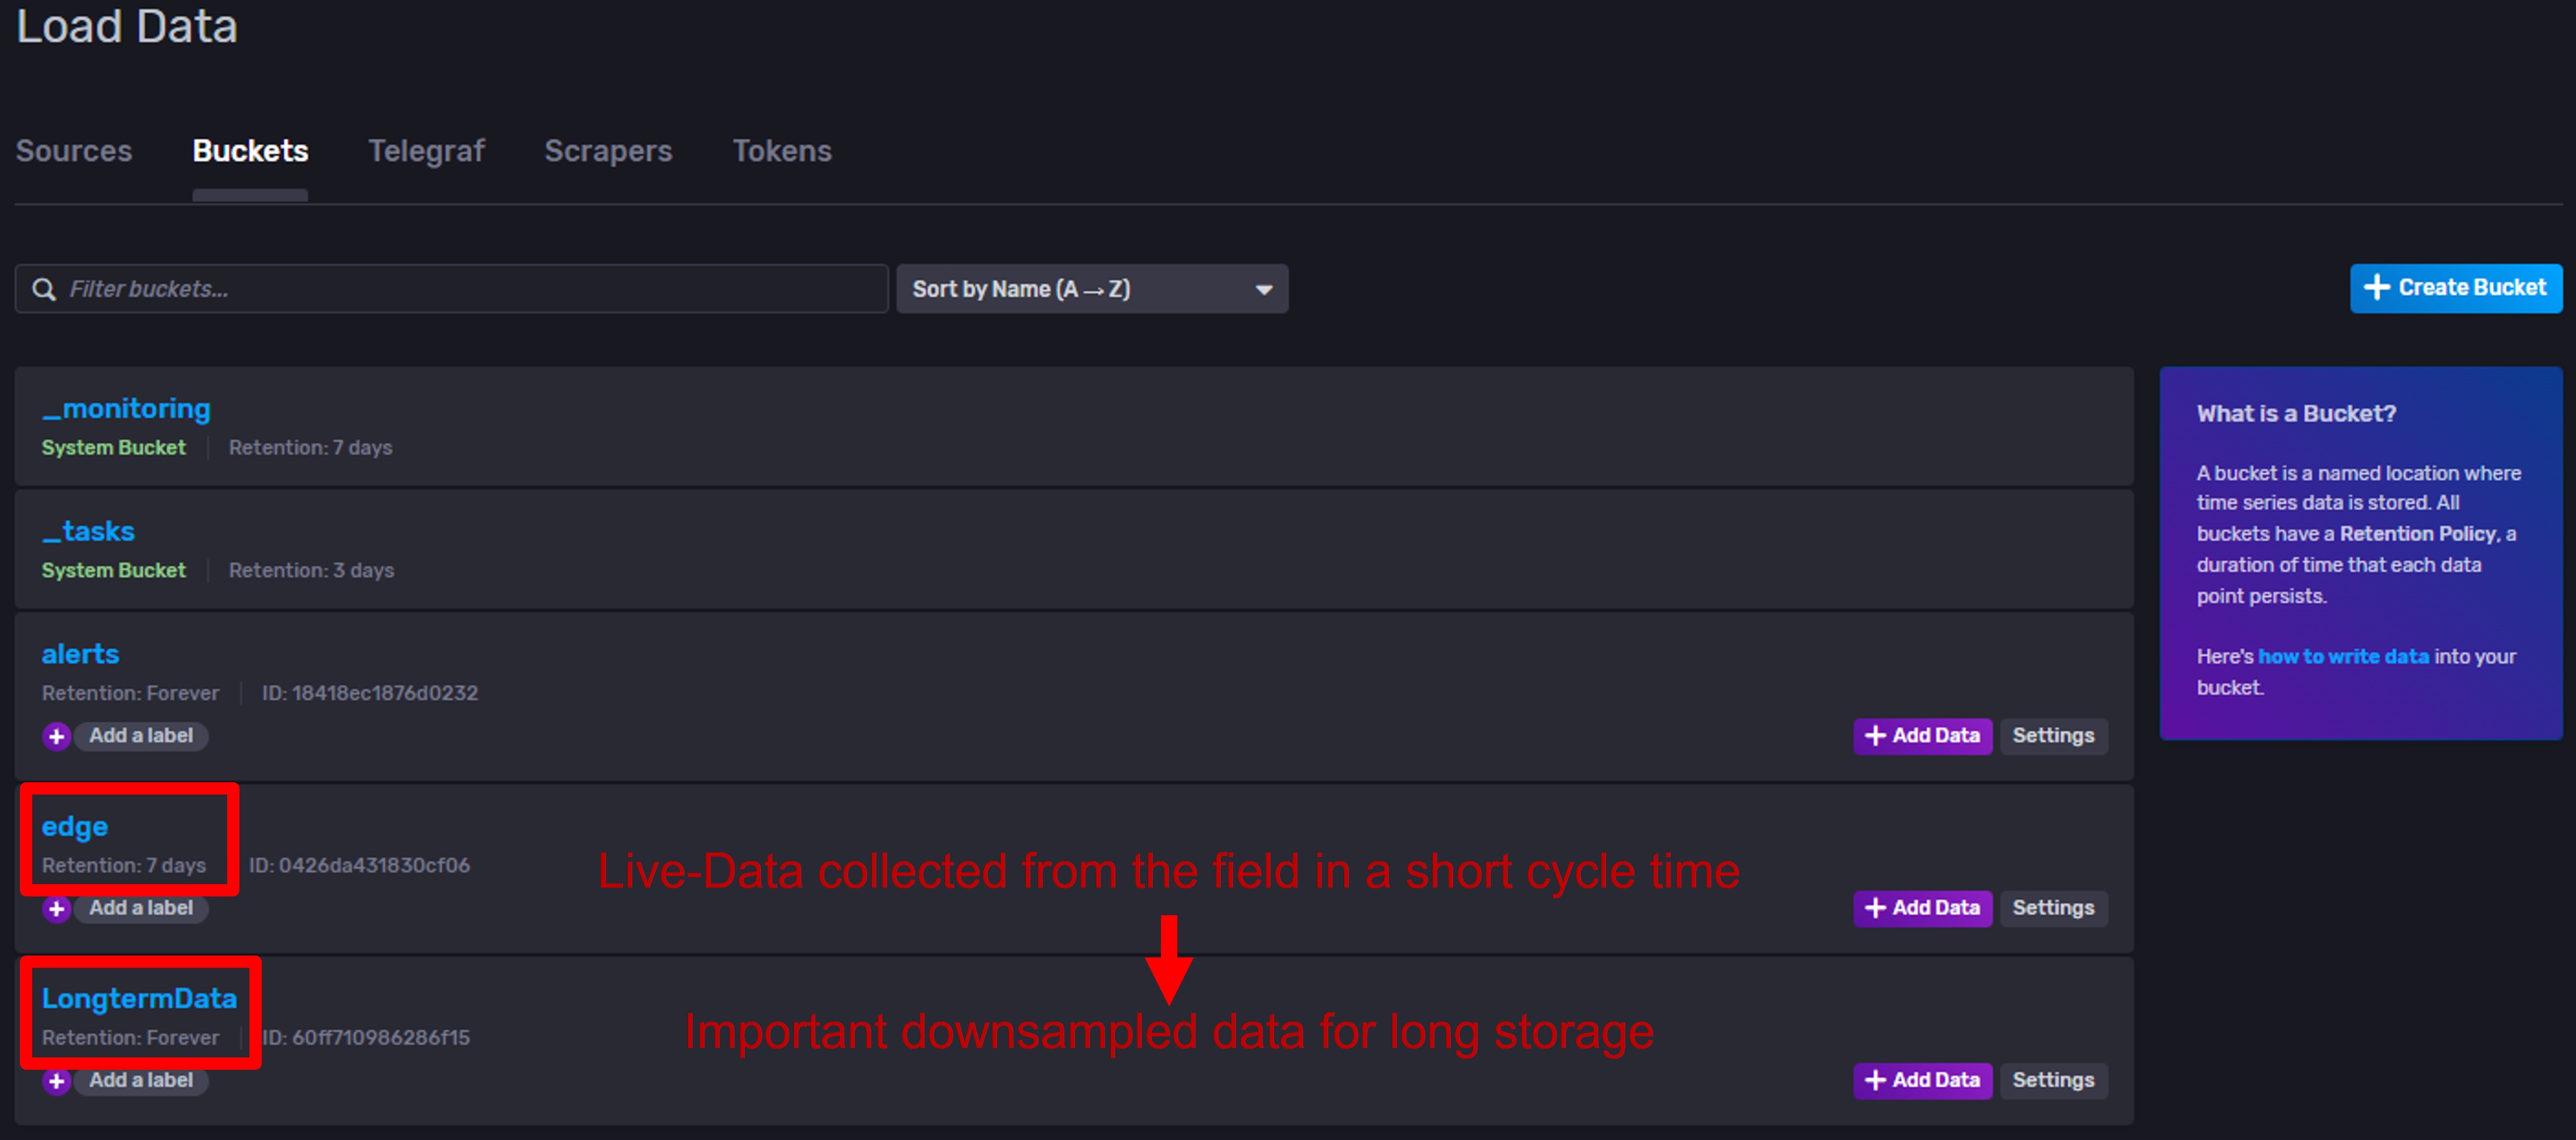 Load Data
Sources Buckets Telegraf Scrapers Tokens
Filter buckets... Sort by Name (A → Z) + Create Bucket
_monitoring
System Bucket Retention: 7 days
_tasks
System Bucket Retention: 3 days
alerts
Retention: Forever ID: 18418ec1876d0232
+ Add a label + Add Data Settings
edge
Retention: 7 days ID: 0426da431830cf06
Live-Data collected from the field in a short cycle time
+ Add a label + Add Data Settings
LongtermData
Retention: Forever ID: 60ff710986286f15
Important downsampled data for long storage
+ Add a label + Add Data Settings
What is a Bucket?
A bucket is a named location where
time series data is stored. All
buckets have a Retention Policy, a
duration of time that each data
point persists.
Here's how to write data into your
bucket.